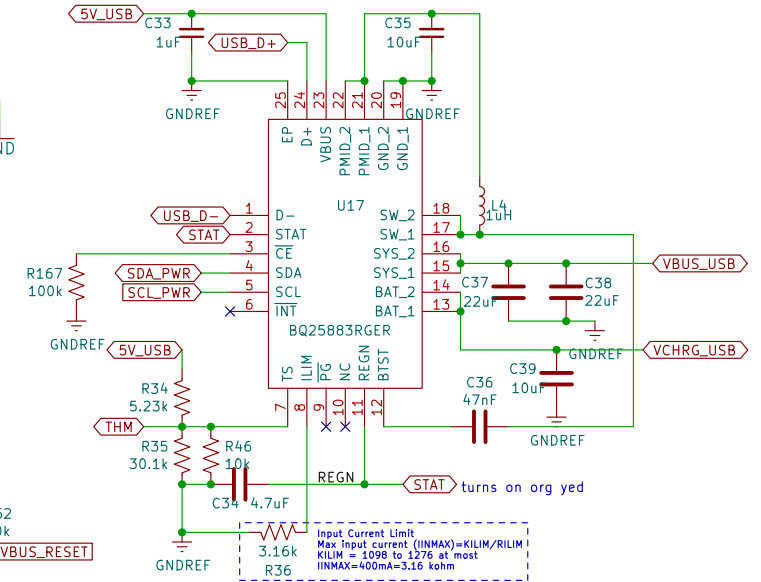 5V_USB
C33
1uF
USB_D+
GNDREF
C35
10uF
GNDREF
25
24
23
22
21
20
19
EP
D+
VBUS
PMID_2
PMID_1
GND_2
GND_1
ND
U17
L4
1uH
USB_D-
1
D-
SW_2
18
STAT
2
STAT
SW_1
17
3
CE
SYS_2
16
R167
100k
SDA_PWR
4
SDA
SYS_1
15
VBUS_USB
SCL_PWR
5
SCL
BAT_2
14
C37
22uF
C38
22uF
6
INT
BAT_1
13
BQ25883RGER
GNDREF
GNDREF
5V_USB
VCHRG_USB
TS
ILIM
PG
NC
REGN
BTST
7
8
9
10
11
12
C39
10uF
R34
5.23k
C36
47nF
THM
R35
30.1k
R46
10k
GNDREF
REGN
STAT
turns on org yed
C34
4.7uF
52
0k
VBUS_RESET
GNDREF
3.16k
R36
Input Current Limit
Max input current (IINMAX)=KILIM/RILIM
KILIM = 1098 to 1276 at most
IINMAX=400mA=3.16 kohm